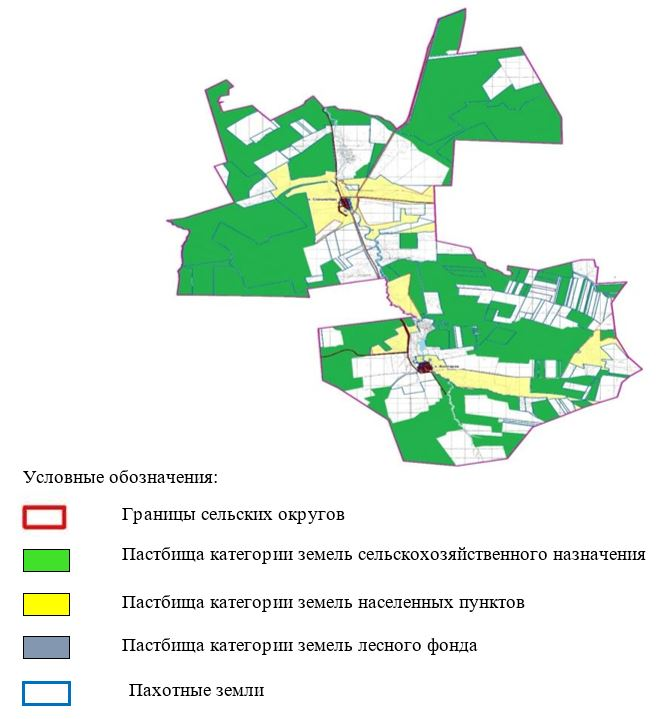 Условные обозначения:
Границы сельских округов
Пастбища категории земель сельскохозяйственного назначения
Пастбища категории земель населенных пунктов
Пастбища категории земель лесного фонда
Пахотные земли